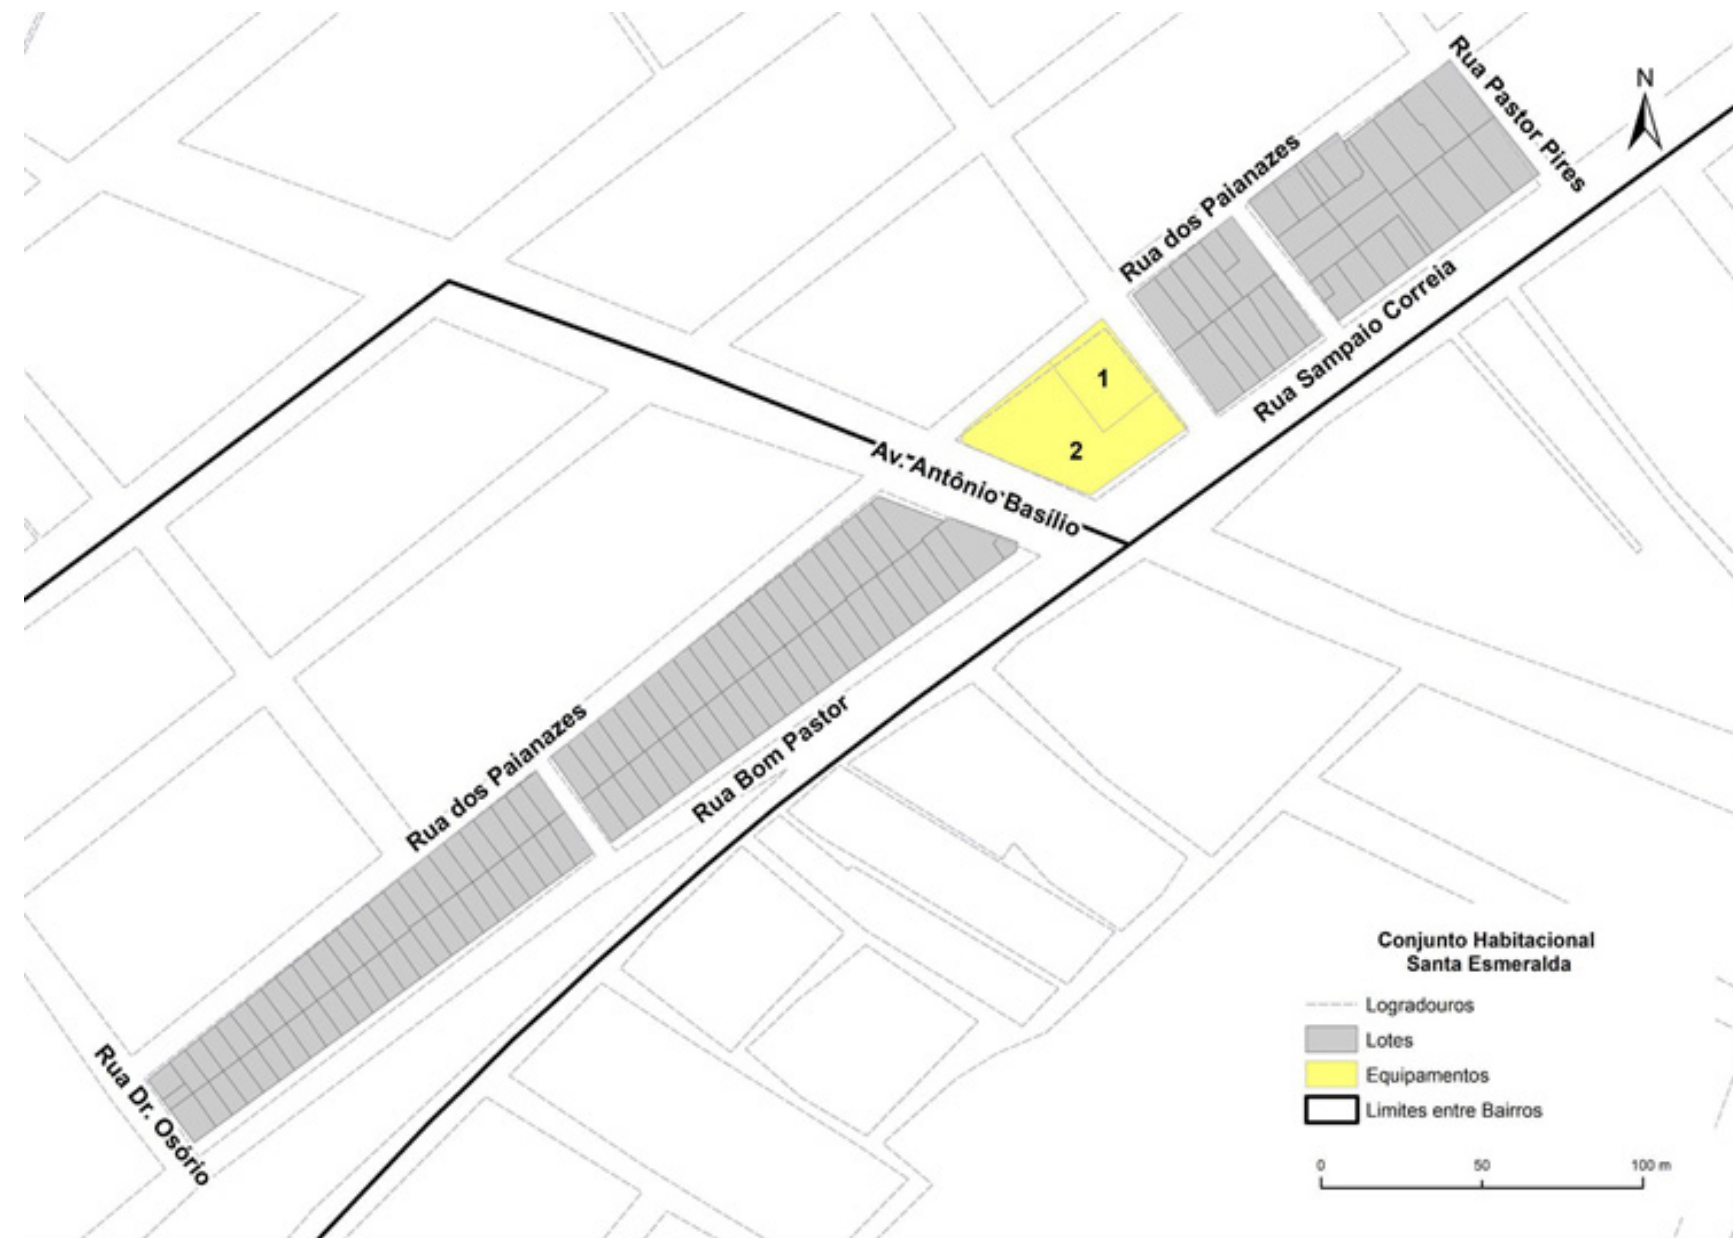 Rua Pastor Pires
N
Rua dos Paianazes
Rua Sampaio Correia
1
2
Av. Antônio Basílio
Rua Bom Pastor
Rua dos Paianazes
Rua Dr. Osório
Conjunto Habitacional
Santa Esmeralda
Logradouros
Lotes
Equipamentos
Limites entre Bairros
0 50 100 m